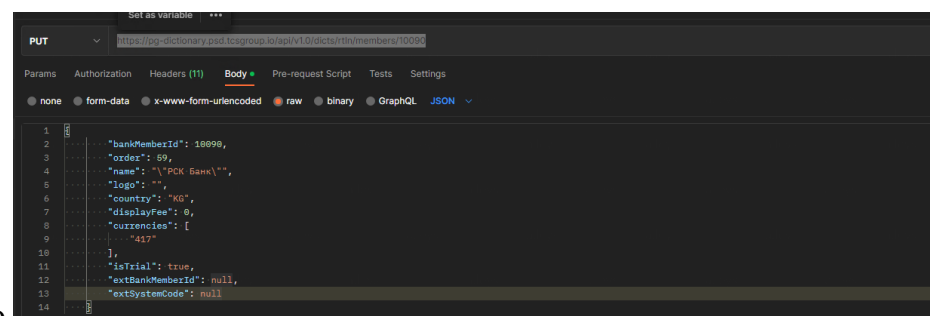 Set as variable •••
PUT https://pg-dictionary.psd.tcsgroup.io/api/v1.0/dicts/rtln/members/10090
Params Authorization Headers (11) Body Pre-request Script Tests Settings
none form-data x-www-form-urlencoded raw binary GraphQL JSON
1 {
2 "bankMemberId": 10090,
3 "order": 59,
4 "name": "\"РСК Банк\"",
5 "logo": "",
6 "country": "KG",
7 "displayFee": 0,
8 "currencies": [
9 "417"
10 ],
11 "isTrial": true,
12 "extBankMemberId": null,
13 "extSystemCode": null
14 }